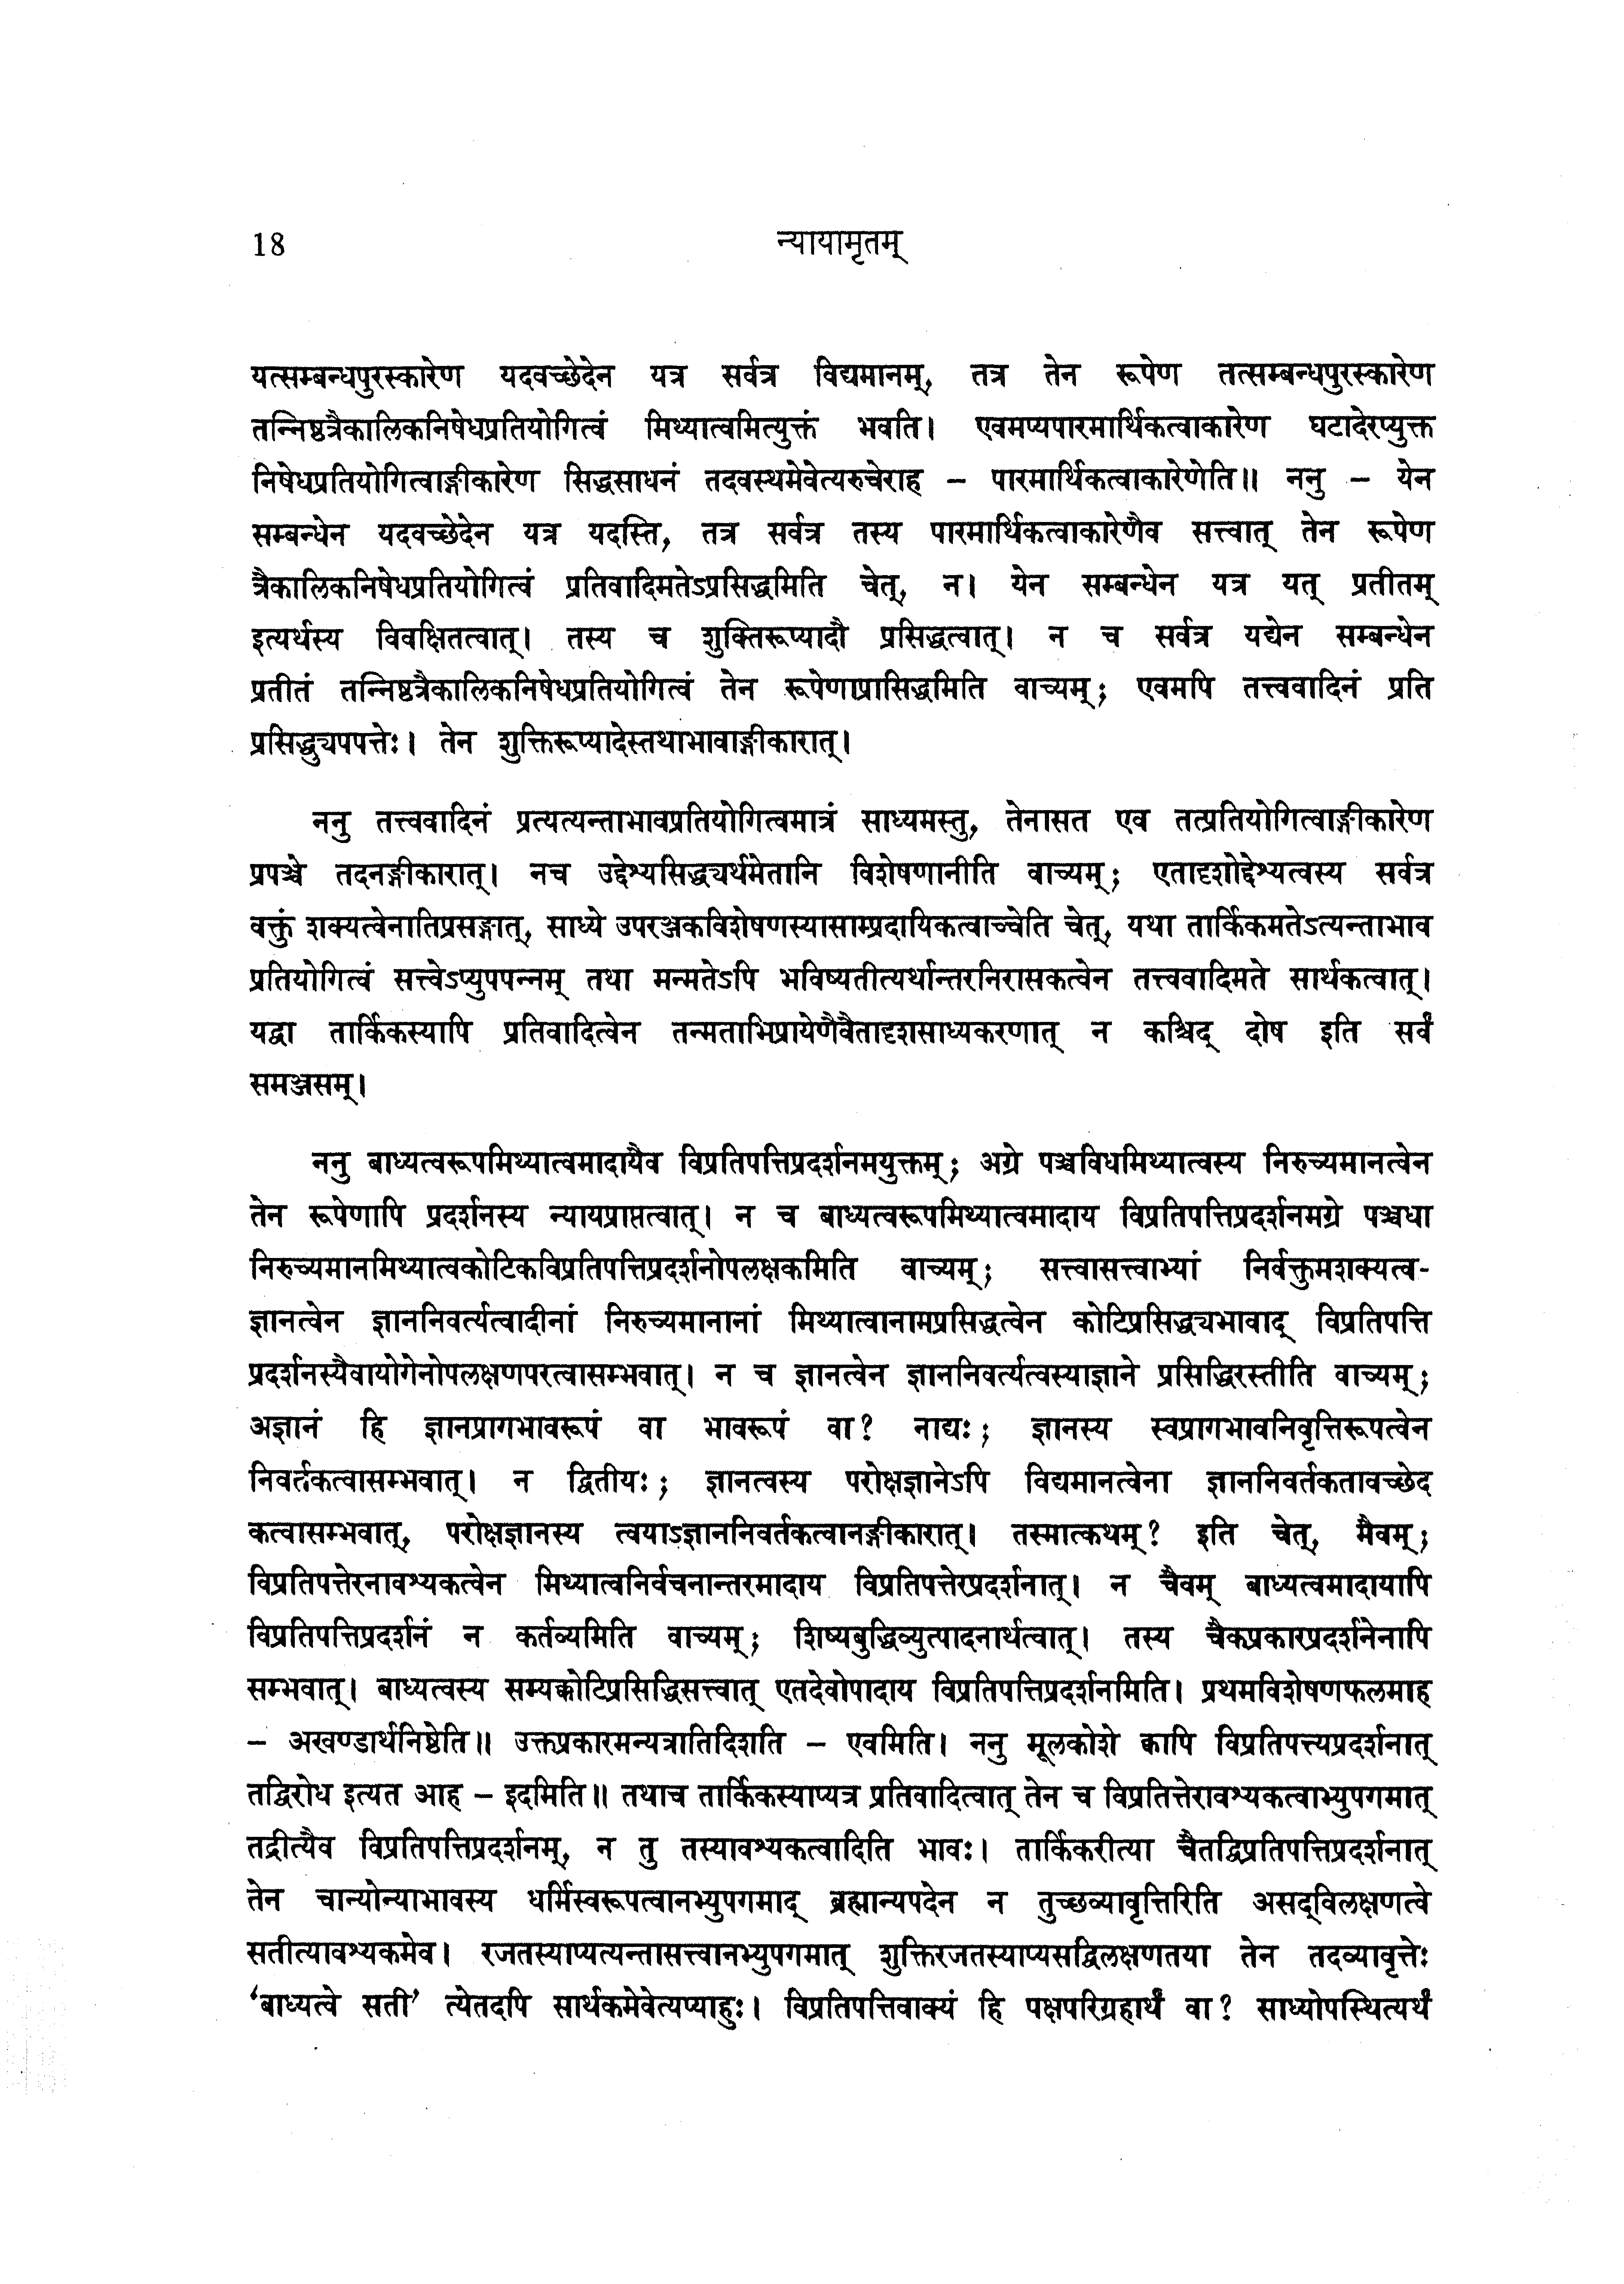 18
न्यायामृतम्
यत्सम्बन्धपुरस्कारेण यदवच्छेदेन यत्र सर्वत्र विद्यमानम्, तत्र तेन रूपेण तत्सम्बन्धपुरस्कारेण
तन्निष्ठत्रैकालिकनिषेधप्रतियोगित्वं मिथ्यात्वमित्युक्तं भवति। एवमप्यपारमार्थिकत्वाकारेण घटादेरप्युक्त
निषेधप्रतियोगित्वाङ्गीकारेण सिद्धसाधनं तदवस्थमेवेत्यरुचेराह – पारमार्थिकत्वाकारेणेति॥ ननु – येन
सम्बन्धेन यदवच्छेदेन यत्र यदस्ति, तत्र सर्वत्र तस्य पारमार्थिकत्वाकारेणैव सत्त्वात् तेन रूपेण
त्रैकालिकनिषेधप्रतियोगित्वं प्रतिवादिमतेऽप्रसिद्धमिति चेत्, न। येन सम्बन्धेन यत्र यत् प्रतीतम्
इत्यर्थस्य विवक्षितत्वात्। तस्य च शुक्तिरूप्यादौ प्रसिद्धत्वात्। न च सर्वत्र यद्येन सम्बन्धेन
प्रतीतं तन्निष्ठत्रैकालिकनिषेधप्रतियोगित्वं तेन रूपेणाप्रासिद्धमिति वाच्यम्; एवमपि तत्त्ववादिनं प्रति
प्रसिद्ध्युपपत्तेः। तेन शुक्तिरूप्यादेस्तथाभावाङ्गीकारात्।
ननु तत्त्ववादिनं प्रत्यत्यन्ताभावप्रतियोगित्वमात्रं साध्यमस्तु, तेनासत एव तत्प्रतियोगित्वाङ्गीकारेण
प्रपञ्चे तदनङ्गीकारात्। नच उद्देश्यसिद्ध्यर्थमेतानि विशेषणानीति वाच्यम्; एतादृशोद्देश्यत्वस्य सर्वत्र
वक्तुं शक्यत्वेनातिप्रसङ्गात्, साध्ये उपरञ्जकविशेषणस्यासाम्प्रदायिकत्वाच्चेति चेत्, यथा तार्किकमतेऽत्यन्ताभाव
प्रतियोगित्वं सत्त्वेऽप्युपपन्नम् तथा मन्मतेऽपि भविष्यतीत्यर्थान्तरनिरासकत्वेन तत्त्ववादिमते सार्थकत्वात्।
यद्वा तार्किकस्यापि प्रतिवादित्वेन तन्मताभिप्रायेणैवैतादृशसाध्यकरणात् न कश्चिद् दोष इति सर्वं
समञ्जसम्।
ननु बाध्यत्वरूपमिथ्यात्वमादायैव विप्रतिपत्तिप्रदर्शनमयुक्तम्; अग्रे पञ्चविधमिथ्यात्वस्य निरुच्यमानत्वेन
तेन रूपेणापि प्रदर्शनस्य न्यायप्राप्तत्वात्। न च बाध्यत्वरूपमिथ्यात्वमादाय विप्रतिपत्तिप्रदर्शनमग्रे पञ्चधा
निरुच्यमानमिथ्यात्वकोटिकविप्रतिपत्तिप्रदर्शनोपलक्षकमिति वाच्यम्; सत्त्वासत्त्वाभ्यां निर्वक्तुमशक्यत्व-
ज्ञानत्वेन ज्ञाननिवर्त्यत्वादीनां निरुच्यमानानां मिथ्यात्वानामप्रसिद्धत्वेन कोटिप्रसिद्ध्यभावाद् विप्रतिपत्ति
प्रदर्शनस्यैवायोगेनोपलक्षणपरत्वासम्भवात्। न च ज्ञानत्वेन ज्ञाननिवर्त्यत्वस्याज्ञाने प्रसिद्धिरस्तीति वाच्यम्;
अज्ञानं हि ज्ञानप्रागभावरूपं वा भावरूपं वा? नाद्यः; ज्ञानस्य स्वप्रागभावनिवृत्तिरूपत्वेन
निवर्तकत्वासम्भवात्। न द्वितीयः; ज्ञानत्वस्य परोक्षज्ञानेऽपि विद्यमानत्वेना ज्ञाननिवर्तकतावच्छेद
कत्वासम्भवात्, परोक्षज्ञानस्य त्वयाऽज्ञाननिवर्तकत्वानङ्गीकारात्। तस्मात्कथम्? इति चेत्, मैवम्;
विप्रतिपत्तेरनावश्यकत्वेन मिथ्यात्वनिर्वचनान्तरमादाय विप्रतिपत्तेरप्रदर्शनात्। न चैवम् बाध्यत्वमादायापि
विप्रतिपत्तिप्रदर्शनं न कर्तव्यमिति वाच्यम्; शिष्यबुद्धिव्युत्पादनार्थत्वात्। तस्य चैकप्रकारप्रदर्शनेनापि
सम्भवात्। बाध्यत्वस्य सम्यक्कोटिप्रसिद्धिसत्त्वात् एतदेवोपादाय विप्रतिपत्तिप्रदर्शनमिति। प्रथमविशेषणफलमाह
– अखण्डार्थनिष्ठेति॥ उक्तप्रकारमन्यत्रातिदिशति – एवमिति। ननु मूलकोशे क्वापि विप्रतिपत्त्यप्रदर्शनात्
तद्विरोध इत्यत आह – इदमिति॥ तथाच तार्किकस्याप्यत्र प्रतिवादित्वात् तेन च विप्रतित्तेरावश्यकत्वाभ्युपगमात्
तद्रीत्यैव विप्रतिपत्तिप्रदर्शनम्, न तु तस्यावश्यकत्वादिति भावः। तार्किकरीत्या चैतद्विप्रतिपत्तिप्रदर्शनात्
तेन चान्योन्याभावस्य धर्मिस्वरूपत्वानभ्युपगमाद् ब्रह्मान्यपदेन न तुच्छव्यावृत्तिरिति असद्‌विलक्षणत्वे
सतीत्यावश्यकमेव। रजतस्याप्यत्यन्तासत्त्वानभ्युपगमात् शुक्तिरजतस्याप्यसद्विलक्षणतया तेन तदव्यावृत्तेः
‘बाध्यत्वे सती’ त्येतदपि सार्थकमेवेत्यप्याहुः। विप्रतिपत्तिवाक्यं हि पक्षपरिग्रहार्थं वा? साध्योपस्थित्यर्थं